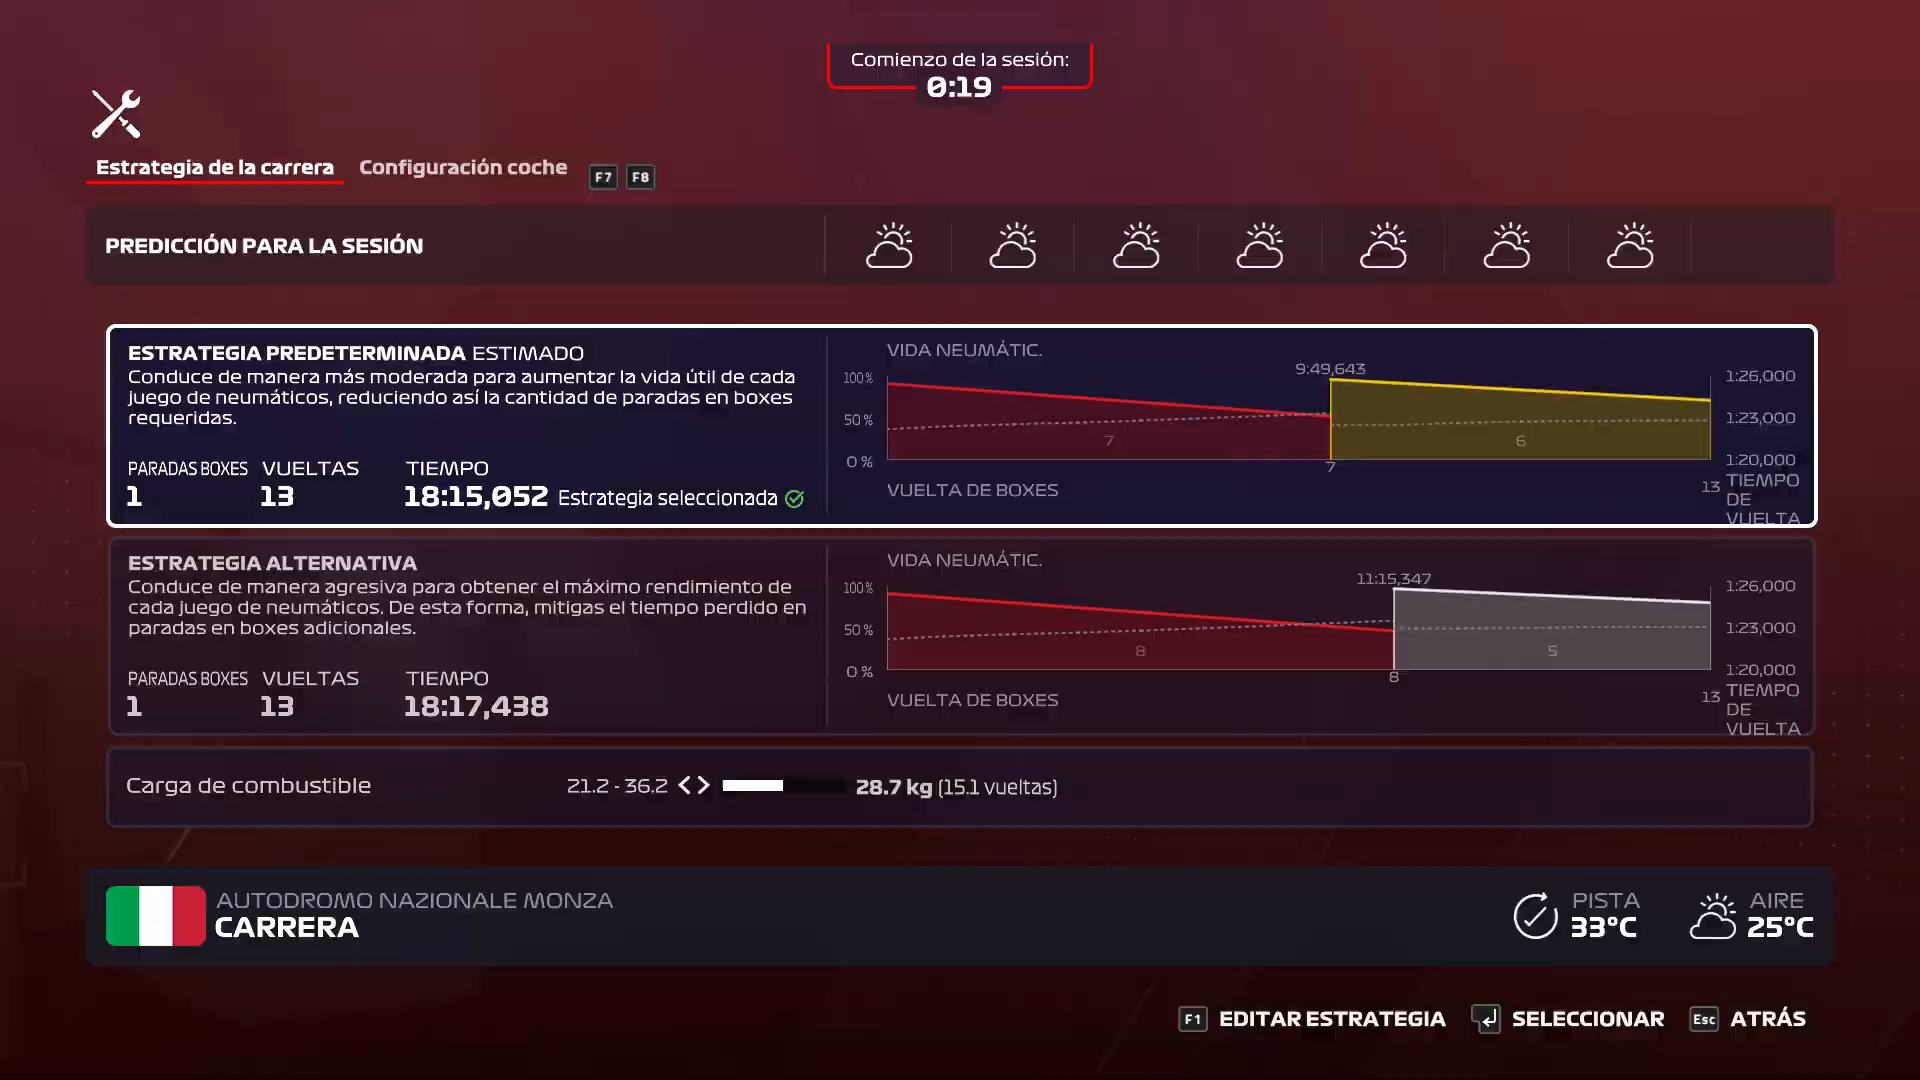 Comienzo de la sesión:
0:19
Estrategia de la carrera Configuración coche F7 F8
PREDICCIÓN PARA LA SESIÓN
ESTRATEGIA PREDETERMINADA ESTIMADO
Conduce de manera más moderada para aumentar la vida útil de cada
juego de neumáticos, reduciendo así la cantidad de paradas en boxes
requeridas.
PARADAS BOXES VUELTAS TIEMPO
1 13 18:15,052 Estrategia seleccionada
VIDA NEUMÁTIC.
9:49,643
100% 1:26,000
50% 1:23,000
7 6
0% 1:20,000
7
VUELTA DE BOXES 13 TIEMPO
DE
VUELTA
ESTRATEGIA ALTERNATIVA
Conduce de manera agresiva para obtener el máximo rendimiento de
cada juego de neumáticos. De esta forma, mitigas el tiempo perdido en
paradas en boxes adicionales.
PARADAS BOXES VUELTAS TIEMPO
1 13 18:17,438
VIDA NEUMÁTIC.
11:15,347
100% 1:26,000
50% 1:23,000
8 5
0% 1:20,000
8
VUELTA DE BOXES 13 TIEMPO
DE
VUELTA
Carga de combustible 21.2 - 36.2 < > 28.7 kg (15.1 vueltas)
AUTODROMO NAZIONALE MONZA
CARRERA
PISTA
33°C
AIRE
25°C
F1 EDITAR ESTRATEGIA SELECCIONAR Esc ATRÁS